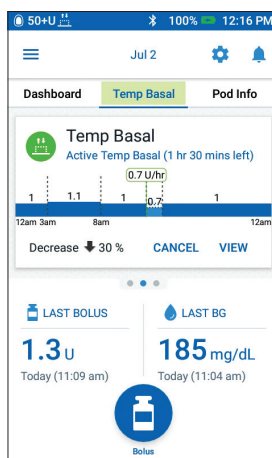 50+U 100% 12:16 PM
Jul 2
Dashboard Temp Basal Pod Info
Temp Basal
Active Temp Basal (1 hr 30 mins left)
0.7 U/hr
1 1.1 1 0.7 1
12am 3am 8am 12am
Decrease 30 % CANCEL VIEW
LAST BOLUS LAST BG
1.3 U 185 mg/dL
Today (11:09 am) Today (11:04 am)
Bolus